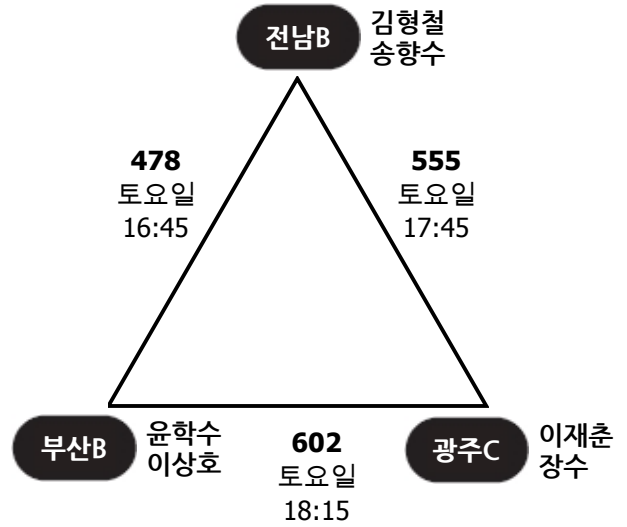 전남B
김형철
송향수
478
토요일
16:45
555
토요일
17:45
부산B
윤학수
이상호
602
토요일
18:15
광주C
이재춘
장수